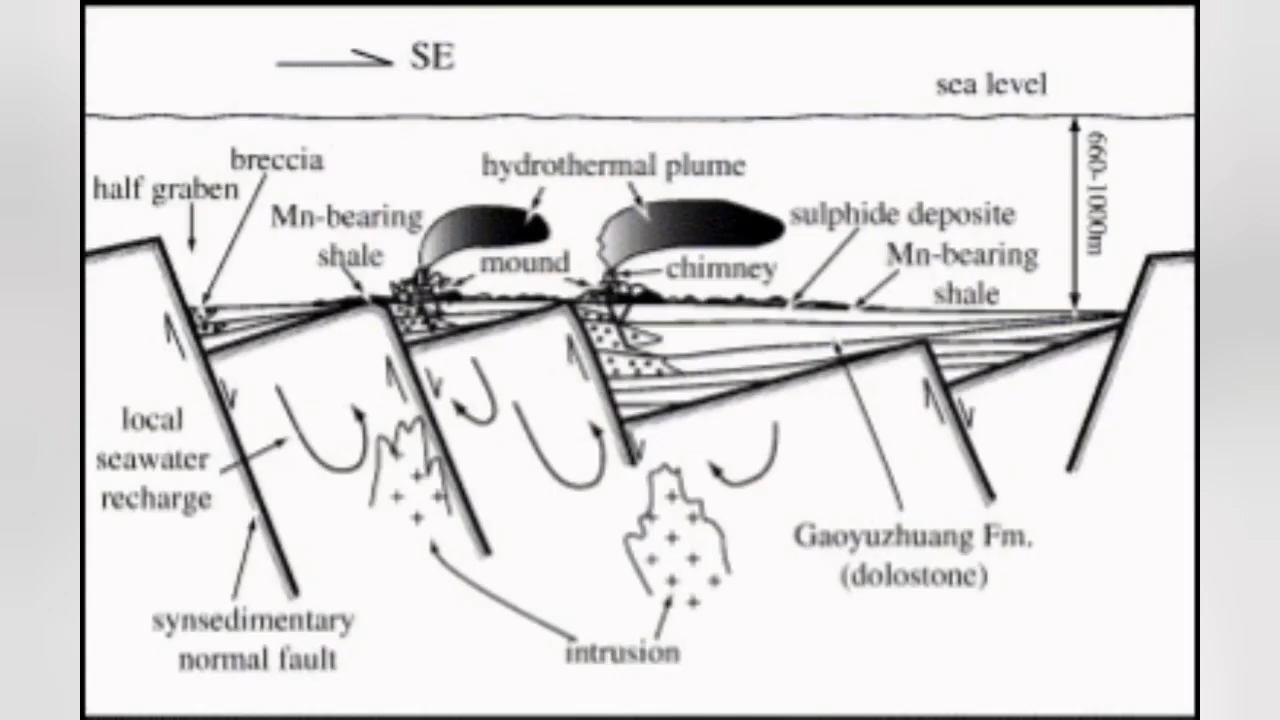 SE
sea level
breccia
hydrothermal plume
half graben
Mn-bearing
shale
sulphide deposite
mound
chimney
Mn-bearing
shale
660-1000m
local
seawater
recharge
Gaoyuzhuang Fm.
(dolostone)
synsedimentary
normal fault
intrusion